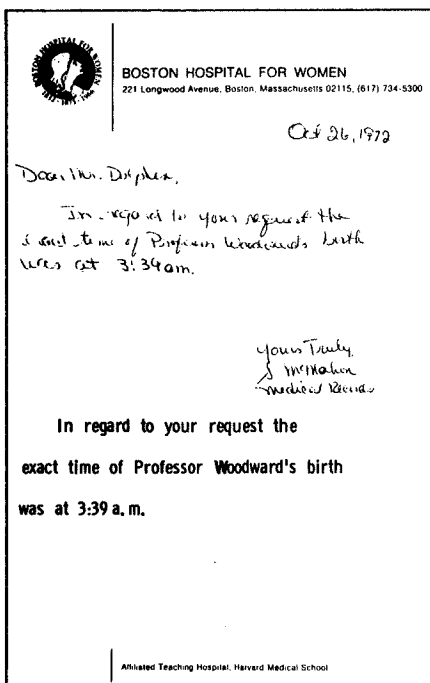 BOSTON HOSPITAL FOR WOMEN
221 Longwood Avenue, Boston, Massachusetts 02115, (617) 734-5300
Oct 26, 1972
Dear Mr. Dolphin,
In regard to your request the
exact time of Professor Woodwards birth
was at 3:39am.
Yours Truly,
S McMahon
Medical Records
In regard to your request the
exact time of Professor Woodward's birth
was at 3:39 a.m.
Affiliated Teaching Hospital, Harvard Medical School